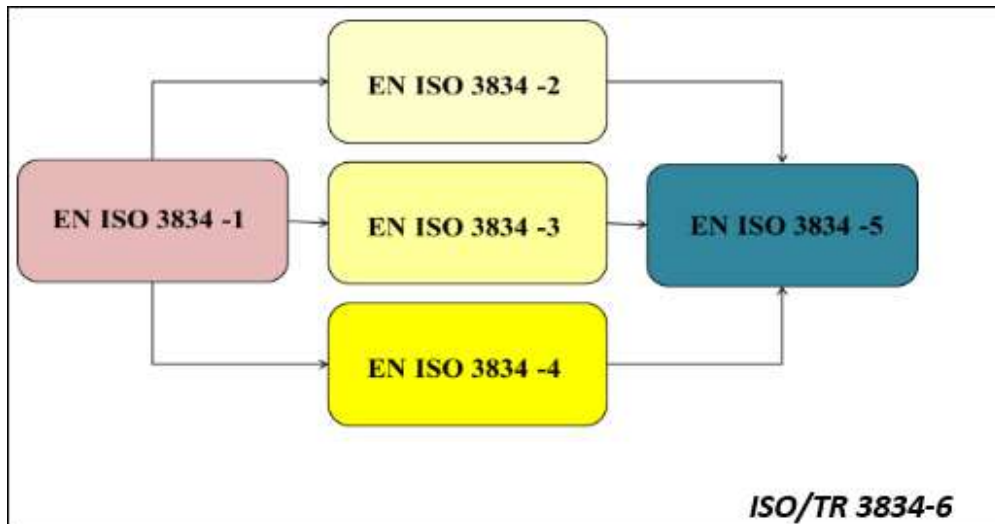 EN ISO 3834 -2
EN ISO 3834 -1
EN ISO 3834 -3
EN ISO 3834 -5
EN ISO 3834 -4
ISO/TR 3834-6